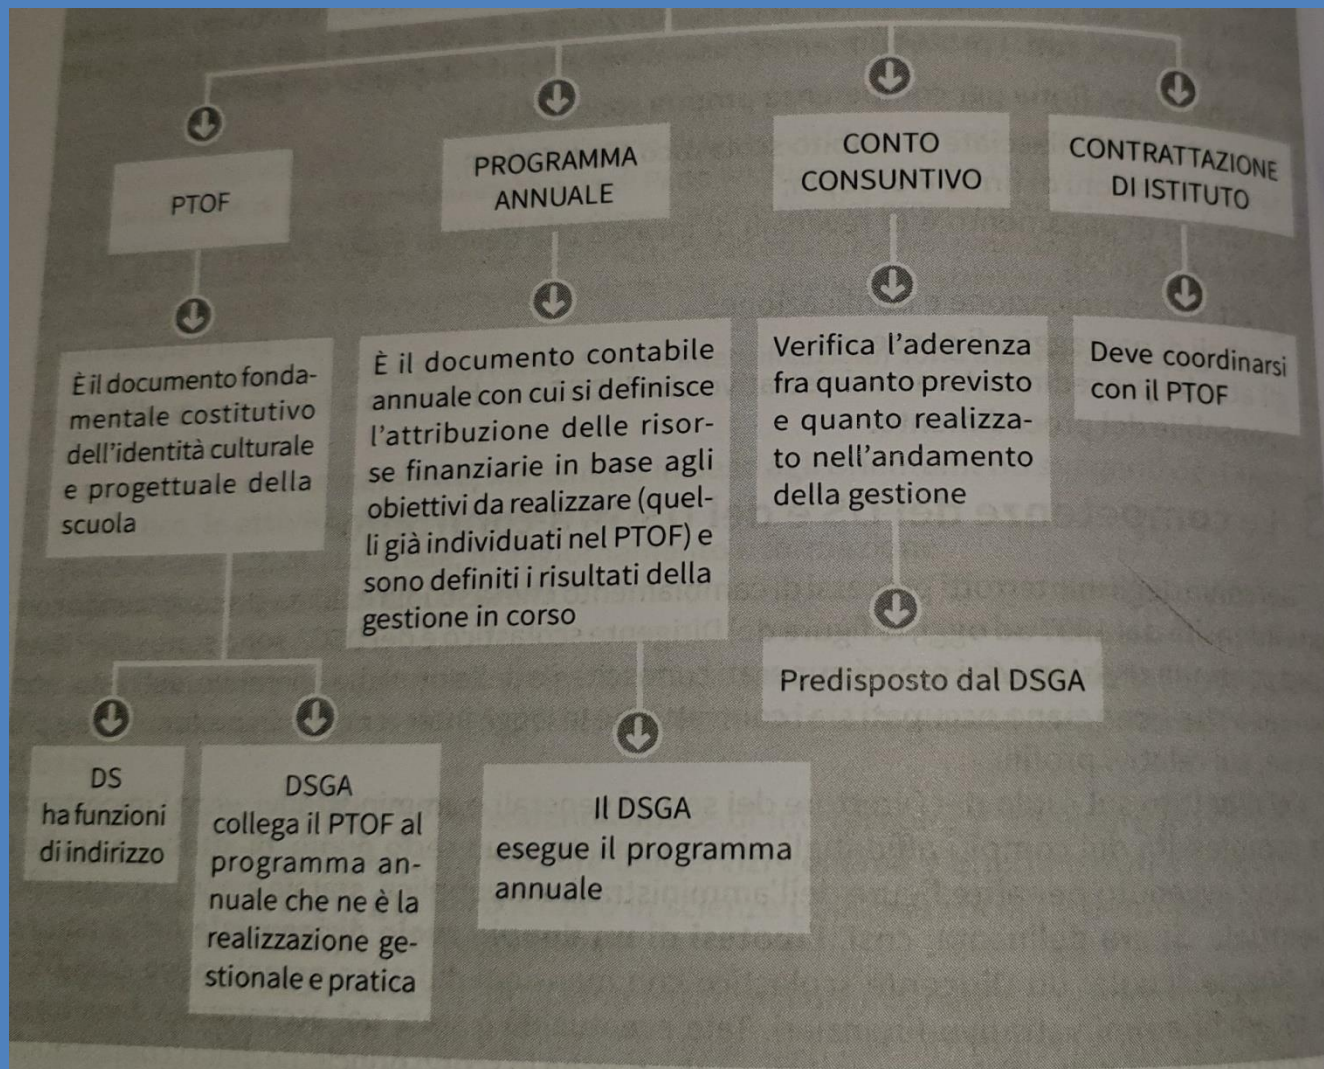 PTOF
PROGRAMMA
ANNUALE
CONTO
CONSUNTIVO
CONTRATTAZIONE
DI ISTITUTO
È il documento fonda-
mentale costitutivo
dell'identità culturale
e progettuale della
scuola
È il documento contabile
annuale con cui si definisce
l'attribuzione delle risor-
se finanziarie in base agli
obiettivi da realizzare (quel-
li già individuati nel PTOF) e
sono definiti i risultati della
gestione in corso
Verifica l'aderenza
fra quanto previsto
e quanto realizza-
to nell'andamento
della gestione
Deve coordinarsi
con il PTOF
DS
ha funzioni
di indirizzo
DSGA
collega il PTOF al
programma an-
nuale che ne è la
realizzazione ge-
stionale e pratica
Il DSGA
esegue il programma
annuale
Predisposto dal DSGA